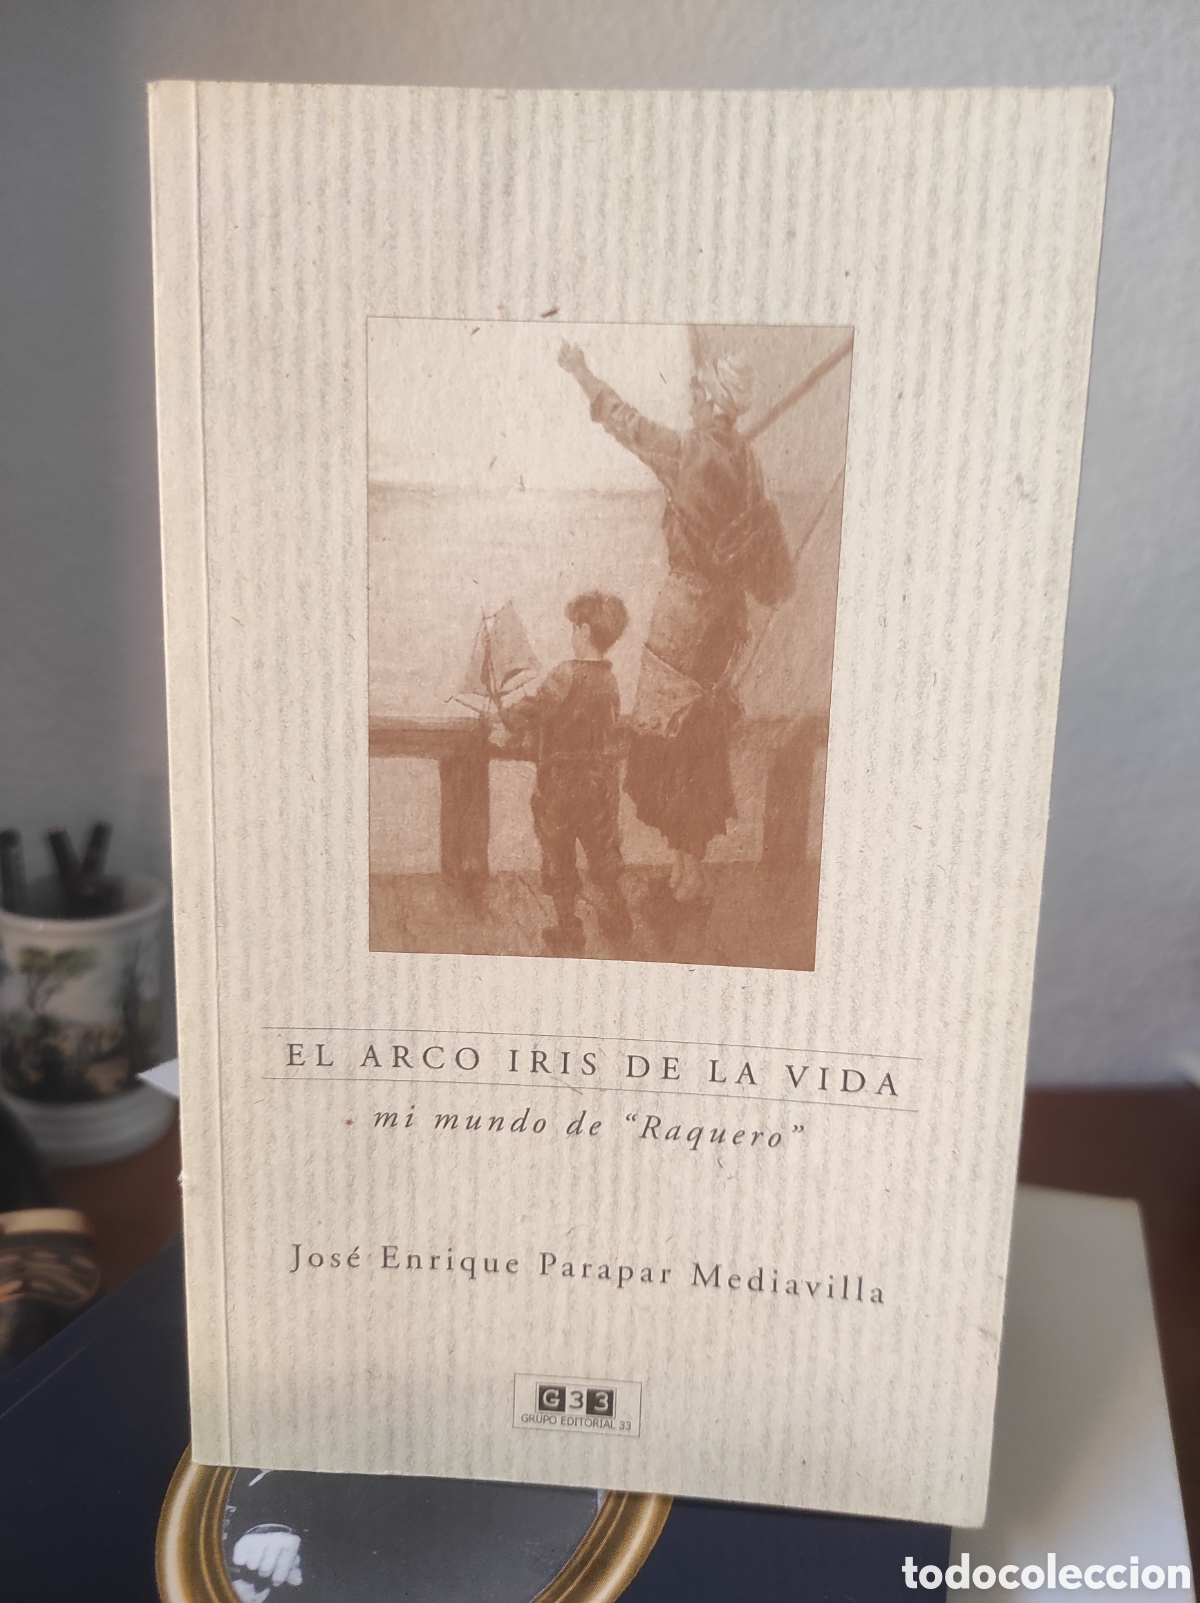 EL ARCO IRIS DE LA VIDA
mi mundo de “Raquero”
José Enrique Parapar Mediavilla
G33
GRUPO EDITORIAL 33
todocoleccion